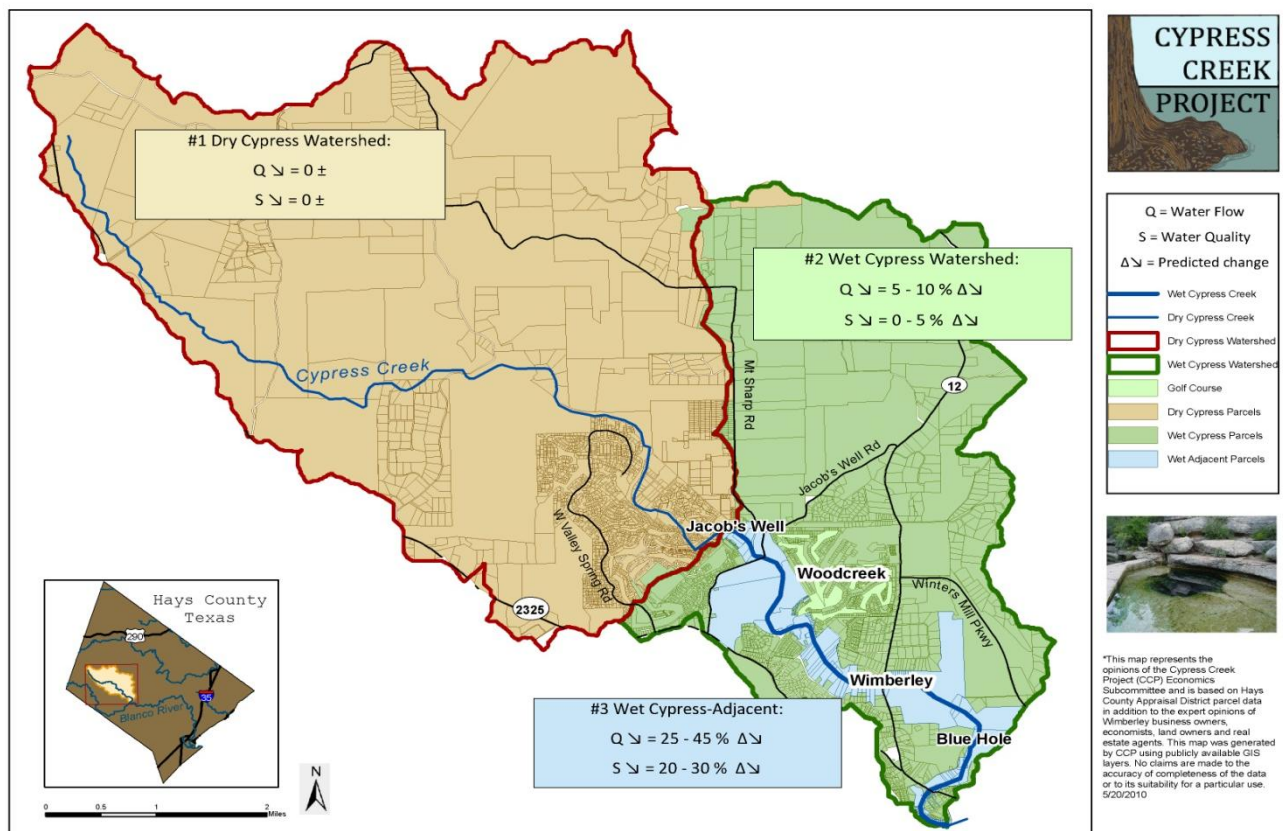 #1 Dry Cypress Watershed:
Q ↘ = 0 ±
S ↘ = 0 ±
#2 Wet Cypress Watershed:
Q ↘ = 5 - 10 % Δ↘
S ↘ = 0 - 5 % Δ↘
Cypress Creek
Mt Sharp Rd
12
Jacob's Well Rd
W Valley Spring Rd
Jacob's Well
Woodcreek
Winters Mill Pkwy
2325
Wimberley
Blue Hole
#3 Wet Cypress-Adjacent:
Q ↘ = 25 - 45 % Δ↘
S ↘ = 20 - 30 % Δ↘
Hays County
Texas
290
35
Blanco River
N
0 0.5 1 2
Miles
CYPRESS
CREEK
PROJECT
Q = Water Flow
S = Water Quality
Δ↘ = Predicted change
Wet Cypress Creek
Dry Cypress Creek
Dry Cypress Watershed
Wet Cypress Watershed
Golf Course
Dry Cypress Parcels
Wet Cypress Parcels
Wet Adjacent Parcels
*This map represents the
opinions of the Cypress Creek
Project (CCP) Economics
Subcommittee and is based on Hays
County Appraisal District parcel data
in addition to the expert opinions of
Wimberley business owners,
economists, land owners and real
estate agents. This map was generated
by CCP using publicly available GIS
layers. No claims are made to the
accuracy of completeness of the data
or to its suitability for a particular use.
5/20/2010